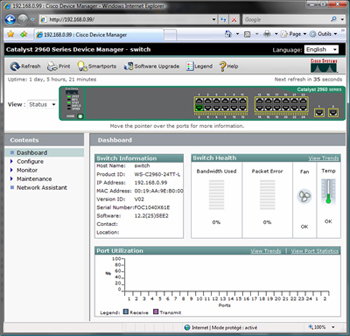 192.168.0.99 - Cisco Device Manager - Windows Internet Explorer
http://192.168.0.99/
192.168.0.99 : Cisco Device Manager
Page
Outils
Catalyst 2960 Series Device Manager - switch
Language: English
Refresh Print Smartports Software Upgrade Legend Help
CISCO SYSTEMS
Uptime: 1 day, 5 hours, 21 minutes
Next refresh in 35 seconds
View : Status
Catalyst 2960 SERIES
Move the pointer over the ports for more information.
Contents
Dashboard
Configure
Monitor
Maintenance
Network Assistant
Dashboard
Switch Information
Host Name: switch
Product ID: WS-C2960-24TT-L
IP Address: 192.168.0.99
MAC Address: 00:19:AA:9E:B0:00
Version ID: V02
Serial Number: FOC1040X61E
Software: 12.2(25)SEE2
Contact:
Location:
Switch Health
View Trends
Bandwidth Used
Packet Error
Fan
Temp
0%
0%
OK
OK
Port Utilization
View Trends | View Port Statistics
100
80
60
%
40
20
0
1 2 3 4 5 6 7 8 9 10 11 12 13 14 15 16 17 18 19 20 21 22 23 24 1 2
Ports
Legend: Receive Transmit
Internet | Mode protégé : activé
100%